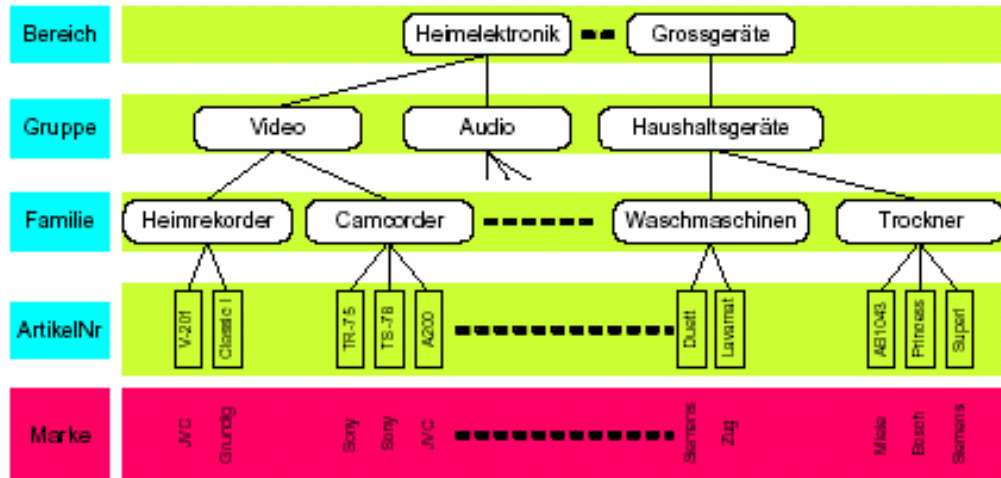 Bereich
Heimelektronik
Grossgeräte
Gruppe
Video
Audio
Haushaltsgeräte
Familie
Heimrekorder
Camcorder
Waschmaschinen
Trockner
ArtikelNr
V-201
Classic I
TR-75
TS-78
A200
Duett
Lavamat
AB1043
Princess
SuperI
Marke
JVC
Grundig
Sony
Sony
JVC
Siemens
Zug
Miele
Bosch
Siemens